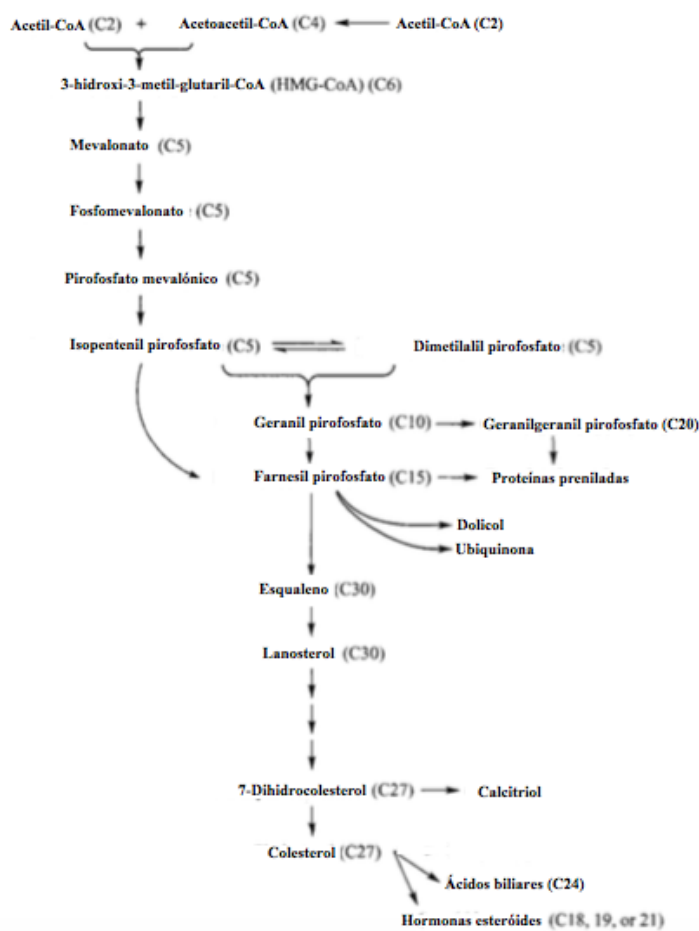 Acetil-CoA (C2) + Acetoacetil-CoA (C4) Acetil-CoA (C2)
3-hidroxi-3-metil-glutaril-CoA (HMG-CoA) (C6)
Mevalonato (C5)
Fosfomevalonato (C5)
Pirofosfato mevalónico (C5)
Isopentenil pirofosfato (C5) Dimetilalil pirofosfato (C5)
Geranil pirofosfato (C10) Geranilgeranil pirofosfato (C20)
Farnesil pirofosfato (C15) Proteínas preniladas
Dolicol
Ubiquinona
Esqualeno (C30)
Lanosterol (C30)
7-Dihidrocolesterol (C27) Calcitriol
Colesterol (C27)
Ácidos biliares (C24)
Hormonas esteróides (C18, 19, or 21)